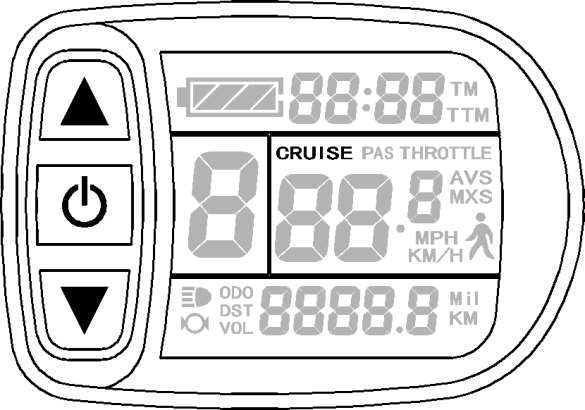 88:88 TM
TTM
8
CRUISE PAS THROTTLE
88.8 AVS
MXS
MPH
KM/H
ODO
DST
VOL
8888.8 Mil
KM